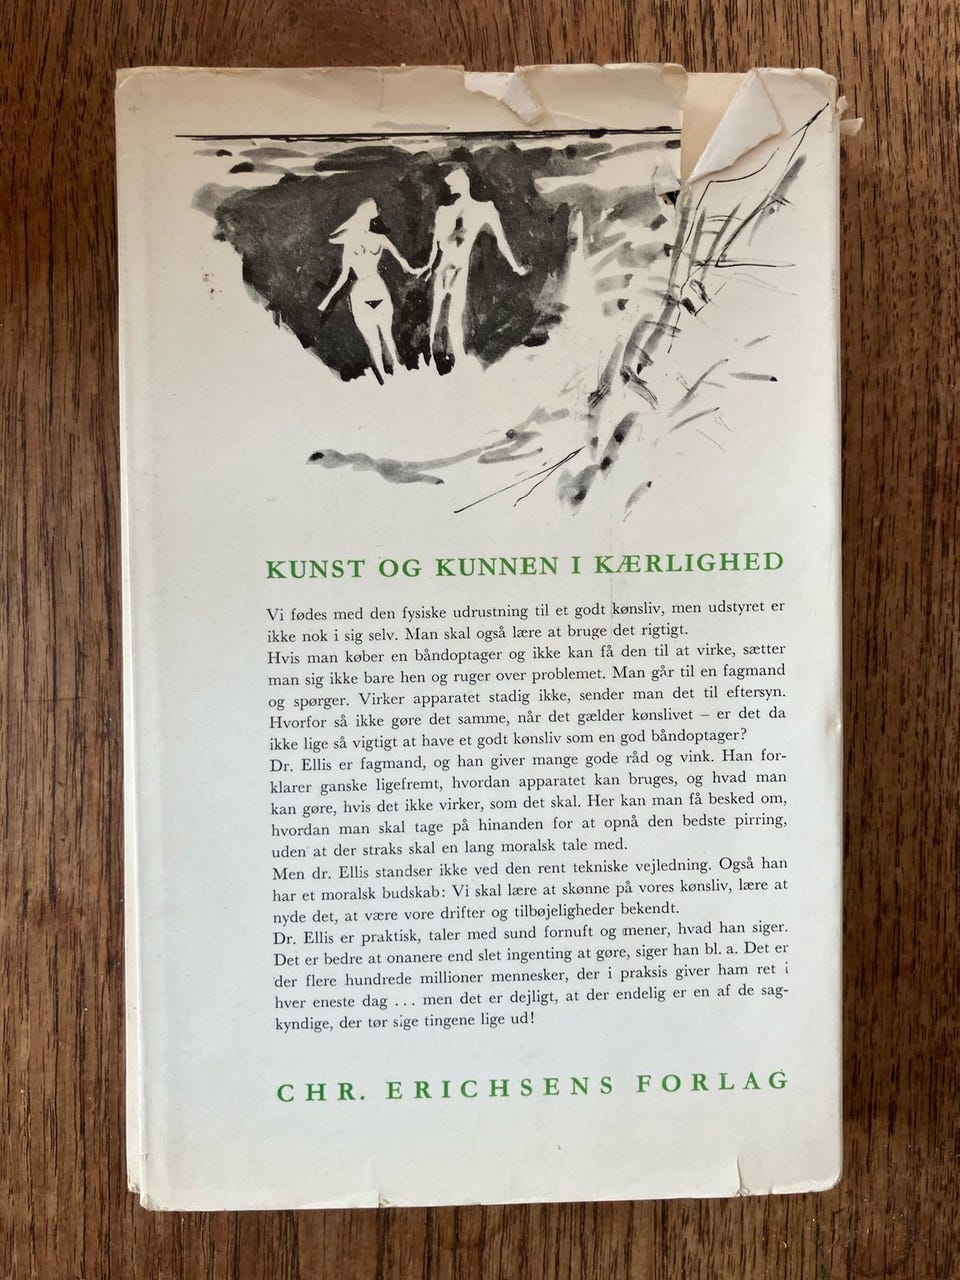 KUNST OG KUNNEN I KÆRLIGHED
Vi fødes med den fysiske udrustning til et godt kønsliv, men udstyret er
ikke nok i sig selv. Man skal også lære at bruge det rigtigt.
Hvis man køber en båndoptager og ikke kan få den til at virke, sætter
man sig ikke bare hen og ruger over problemet. Man går til en fagmand
og spørger. Virker apparatet stadig ikke, sender man det til eftersyn.
Hvorfor så ikke gøre det samme, når det gælder kønslivet – er det da
ikke lige så vigtigt at have et godt kønsliv som en god båndoptager?
Dr. Ellis er fagmand, og han giver mange gode råd og vink. Han for-
klarer ganske ligefremt, hvordan apparatet kan bruges, og hvad man
kan gøre, hvis det ikke virker, som det skal. Her kan man få besked om,
hvordan man skal tage på hinanden for at opnå den bedste pirring,
uden at der straks skal en lang moralsk tale med.
Men dr. Ellis standser ikke ved den rent tekniske vejledning. Også han
har et moralsk budskab: Vi skal lære at skønne på vores kønsliv, lære at
nyde det, at være vore drifter og tilbøjeligheder bekendt.
Dr. Ellis er praktisk, taler med sund fornuft og mener, hvad han siger.
Det er bedre at onanere end slet ingenting at gøre, siger han bl. a. Det er
der flere hundrede millioner mennesker, der i praksis giver ham ret i
hver eneste dag ... men det er dejligt, at der endelig er en af de sag-
kyndige, der tør sige tingene lige ud!
CHR. ERICHSENS FORLAG